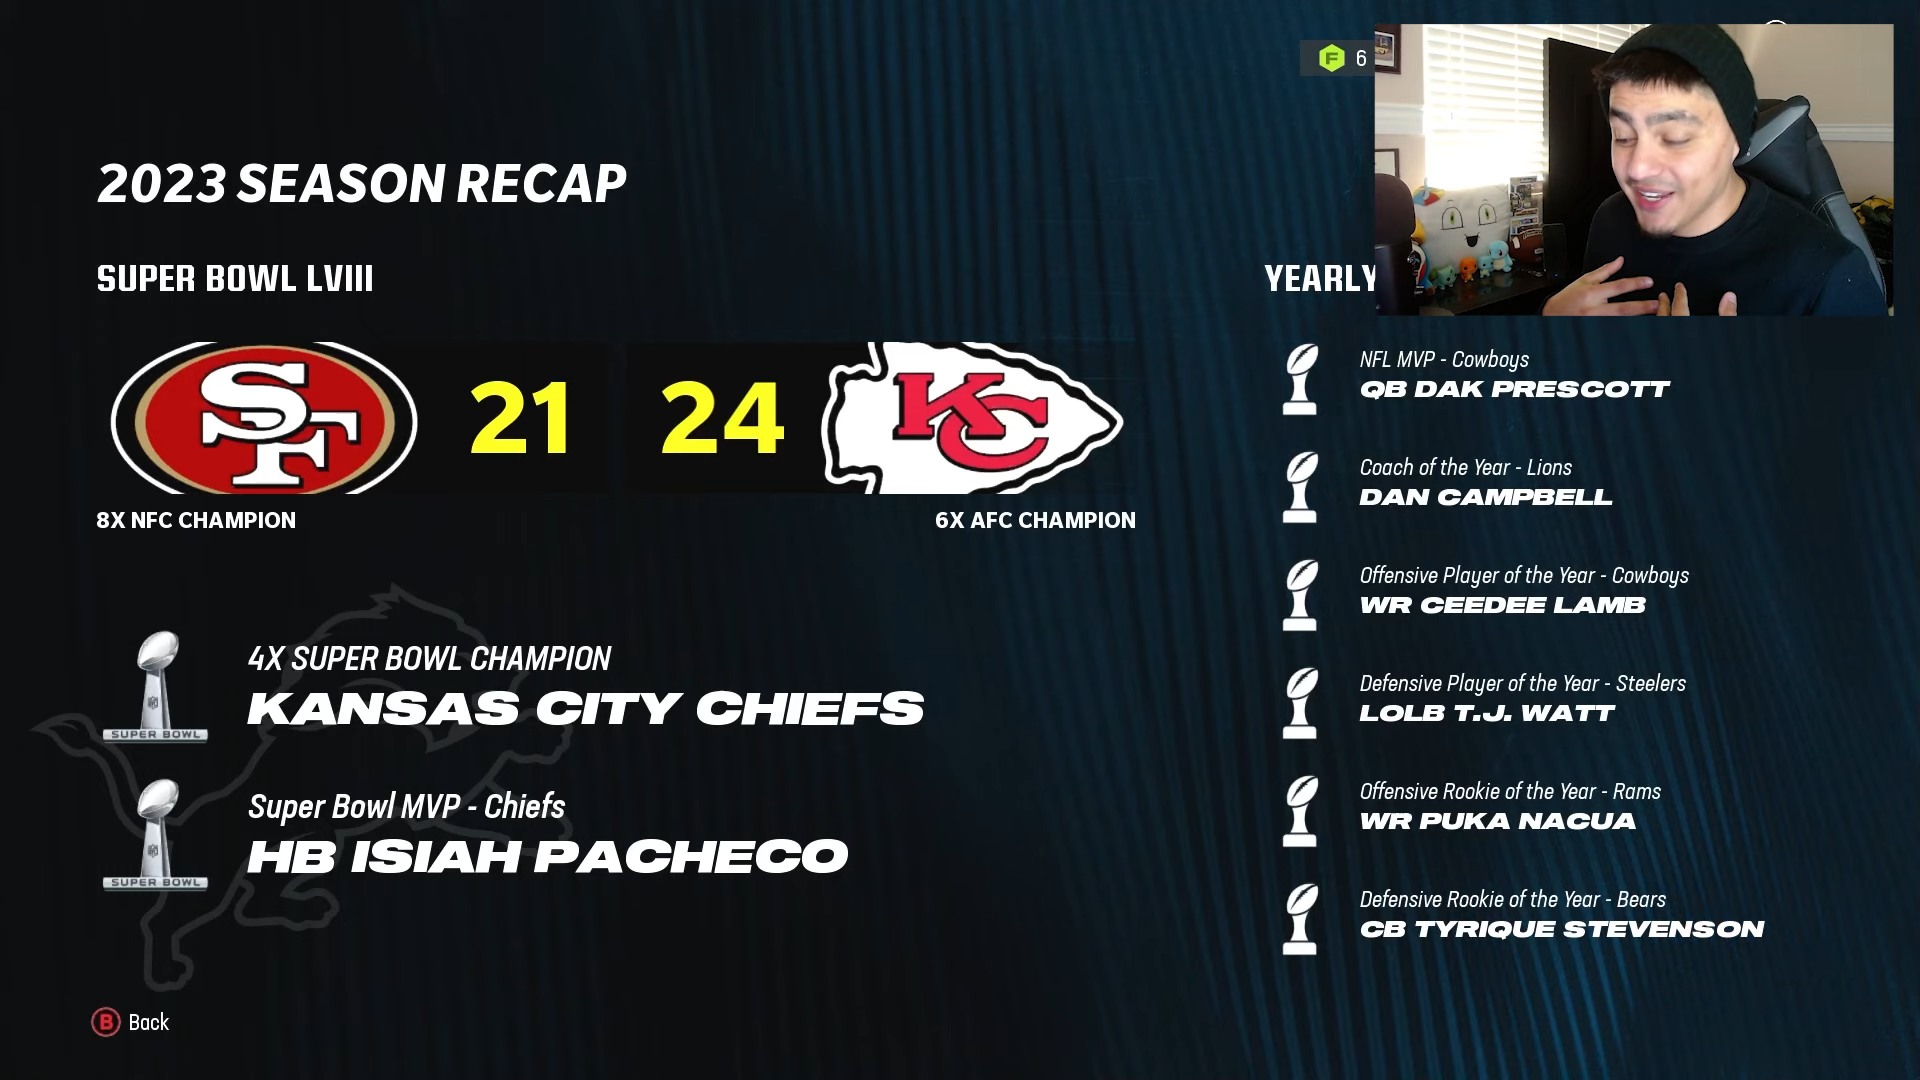 6
2023 SEASON RECAP
SUPER BOWL LVIII
YEARLY
SF
21
24
KC
8X NFC CHAMPION
6X AFC CHAMPION
4X SUPER BOWL CHAMPION
KANSAS CITY CHIEFS
SUPER BOWL
Super Bowl MVP - Chiefs
HB ISIAH PACHECO
SUPER BOWL
NFL MVP - Cowboys
QB DAK PRESCOTT
Coach of the Year - Lions
DAN CAMPBELL
Offensive Player of the Year - Cowboys
WR CEEDEE LAMB
Defensive Player of the Year - Steelers
LOLB T.J. WATT
Offensive Rookie of the Year - Rams
WR PUKA NACUA
Defensive Rookie of the Year - Bears
CB TYRIQUE STEVENSON
B Back